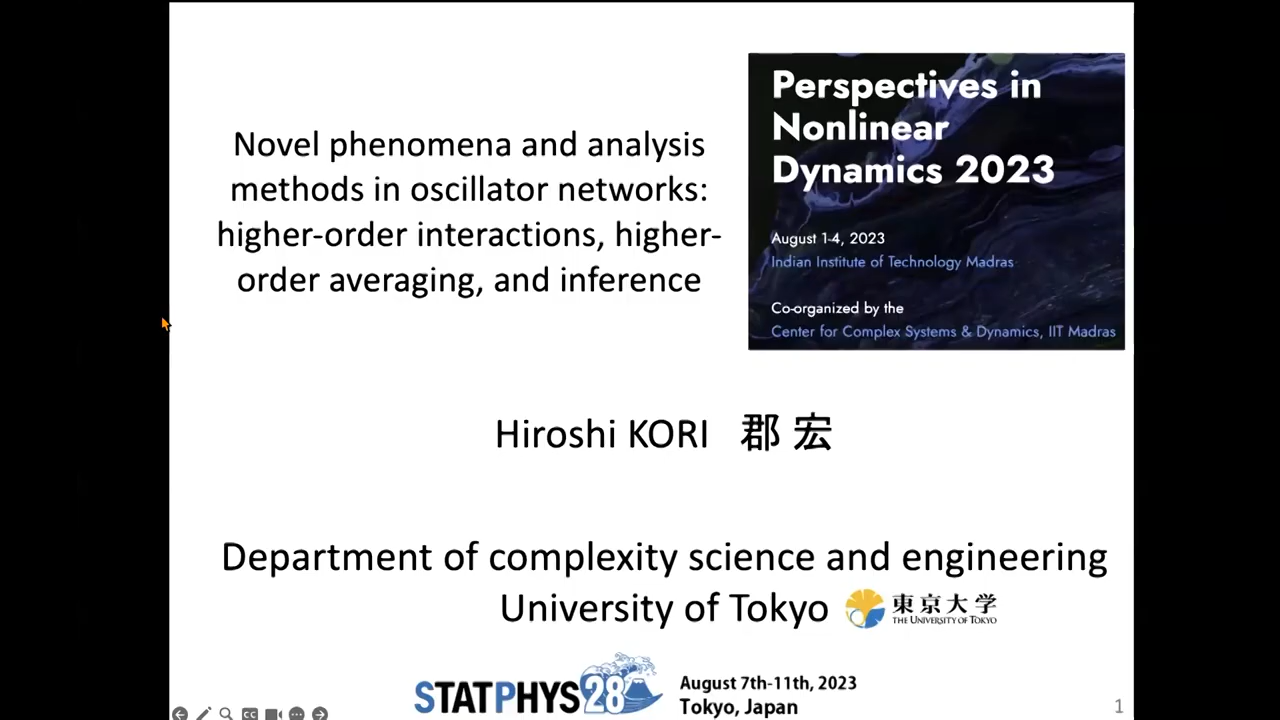 Perspectives in
Nonlinear
Dynamics 2023
August 1-4, 2023
Indian Institute of Technology Madras
Co-organized by the
Center for Complex Systems & Dynamics, IIT Madras
Novel phenomena and analysis
methods in oscillator networks:
higher-order interactions, higher-
order averaging, and inference
Hiroshi KORI 郡 宏
Department of complexity science and engineering
University of Tokyo
東京大学
THE UNIVERSITY OF TOKYO
STATPHYS28
August 7th-11th, 2023
Tokyo, Japan
1
CC